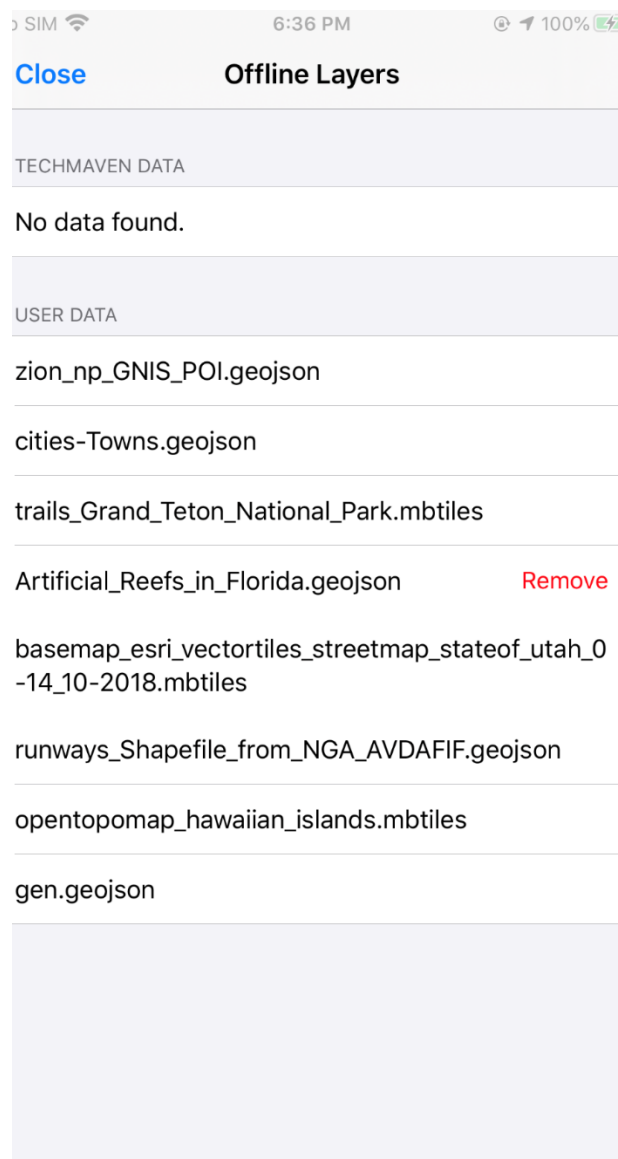 SIM 6:36 PM 100%
Close Offline Layers
TECHMAVEN DATA
No data found.
USER DATA
zion_np_GNIS_POI.geojson
cities-Towns.geojson
trails_Grand_Teton_National_Park.mbtiles
Artificial_Reefs_in_Florida.geojson Remove
basemap_esri_vectortiles_streetmap_stateof_utah_0
-14_10-2018.mbtiles
runways_Shapefile_from_NGA_AVDAFIF.geojson
opentopomap_hawaiian_islands.mbtiles
gen.geojson